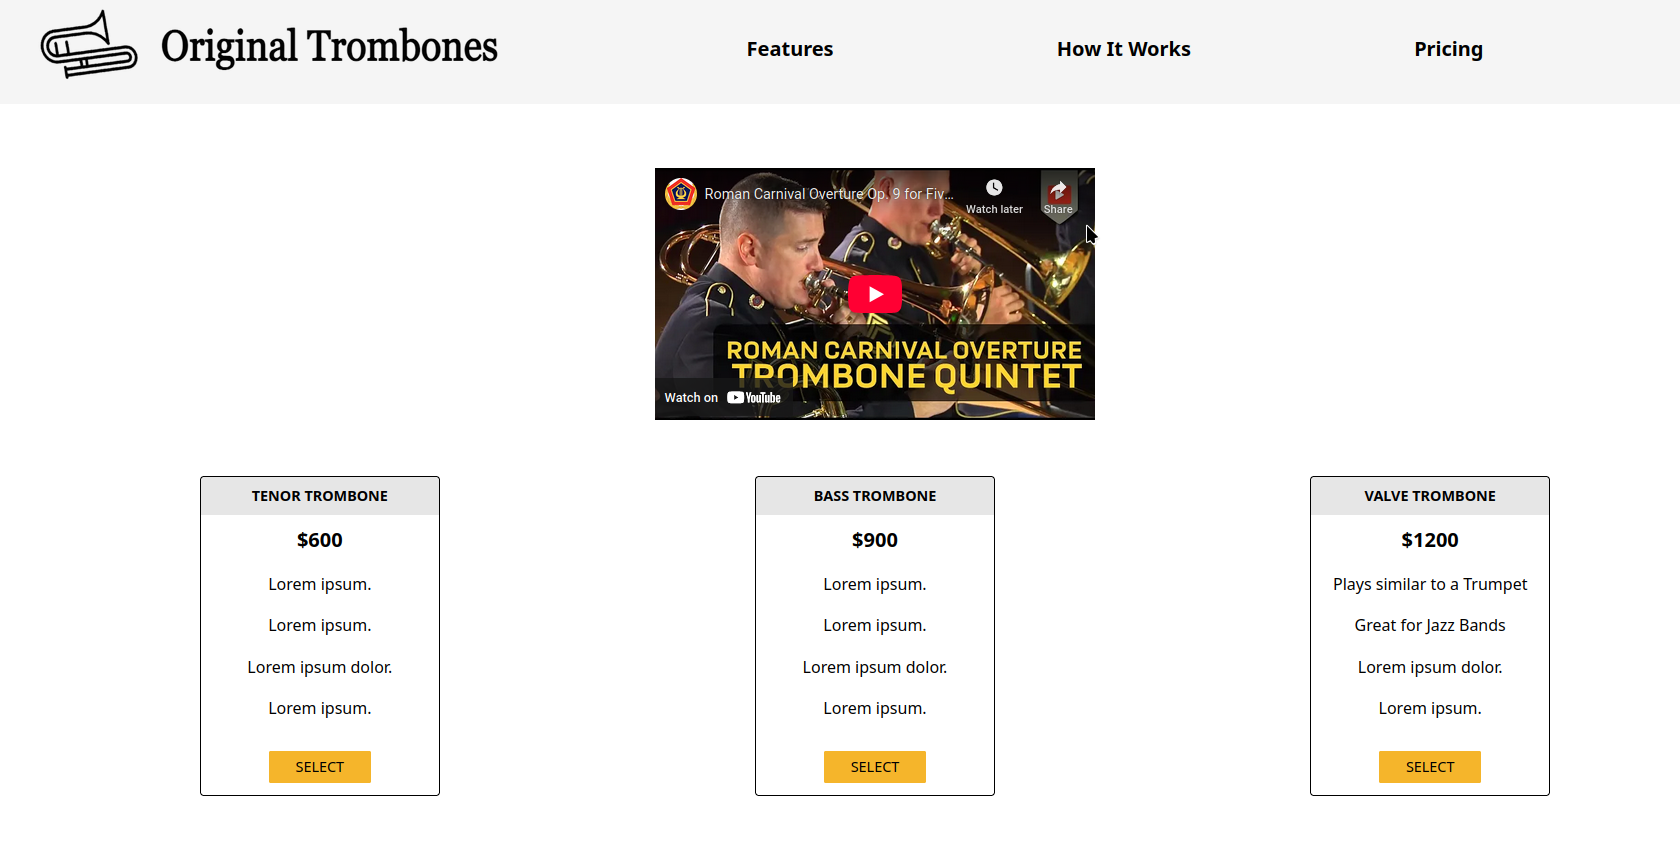 Original Trombones
Features
How It Works
Pricing
Roman Carnival Overture Op. 9 for Fiv...
Watch later
Share
ROMAN CARNIVAL OVERTURE
TROMBONE QUINTET
Watch on YouTube
TENOR TROMBONE
$600
Lorem ipsum.
Lorem ipsum.
Lorem ipsum dolor.
Lorem ipsum.
SELECT
BASS TROMBONE
$900
Lorem ipsum.
Lorem ipsum.
Lorem ipsum dolor.
Lorem ipsum.
SELECT
VALVE TROMBONE
$1200
Plays similar to a Trumpet
Great for Jazz Bands
Lorem ipsum dolor.
Lorem ipsum.
SELECT